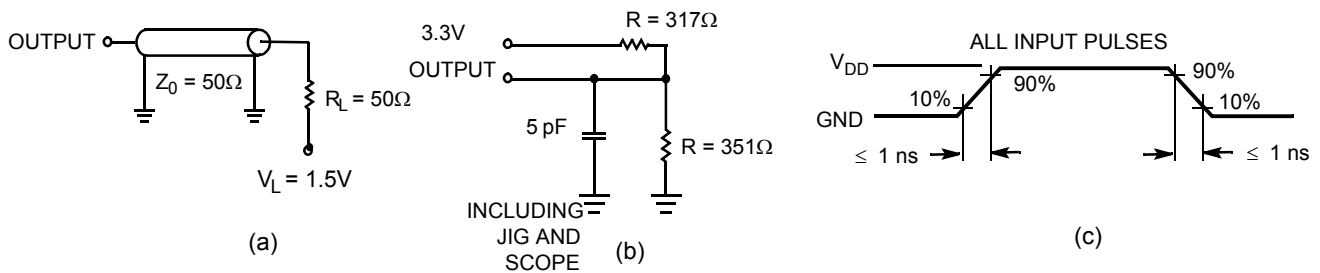 OUTPUT
Z0 = 50Ω
RL = 50Ω
VL = 1.5V
(a)
R = 317Ω
3.3V
OUTPUT
5 pF
R = 351Ω
INCLUDING
JIG AND
SCOPE
(b)
ALL INPUT PULSES
VDD
90%
90%
10%
10%
GND
≤ 1 ns
≤ 1 ns
(c)